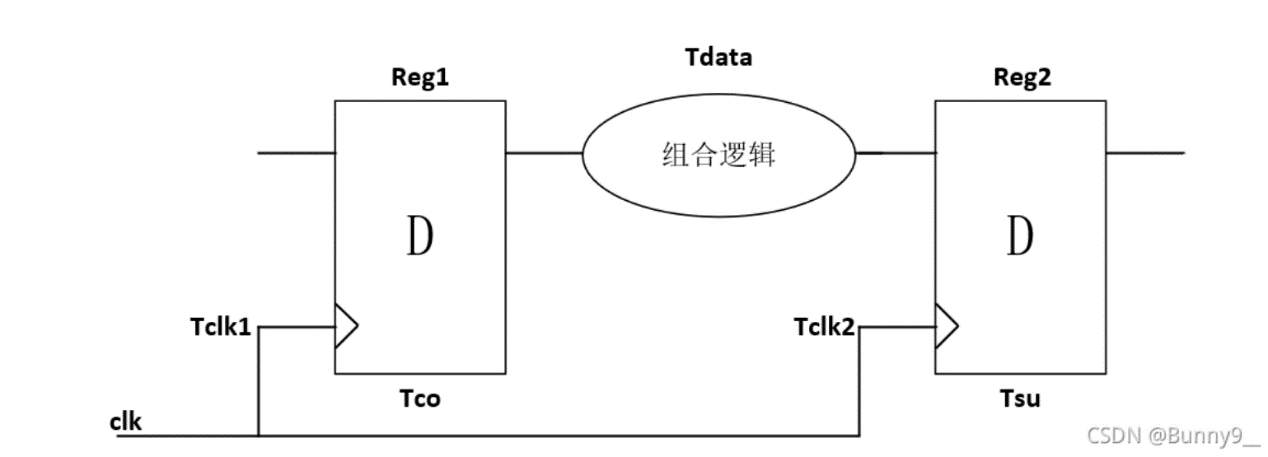 Tdata
Reg1
Reg2
组合逻辑
D
D
Tclk1
Tclk2
Tco
Tsu
clk
CSDN @Bunny9__